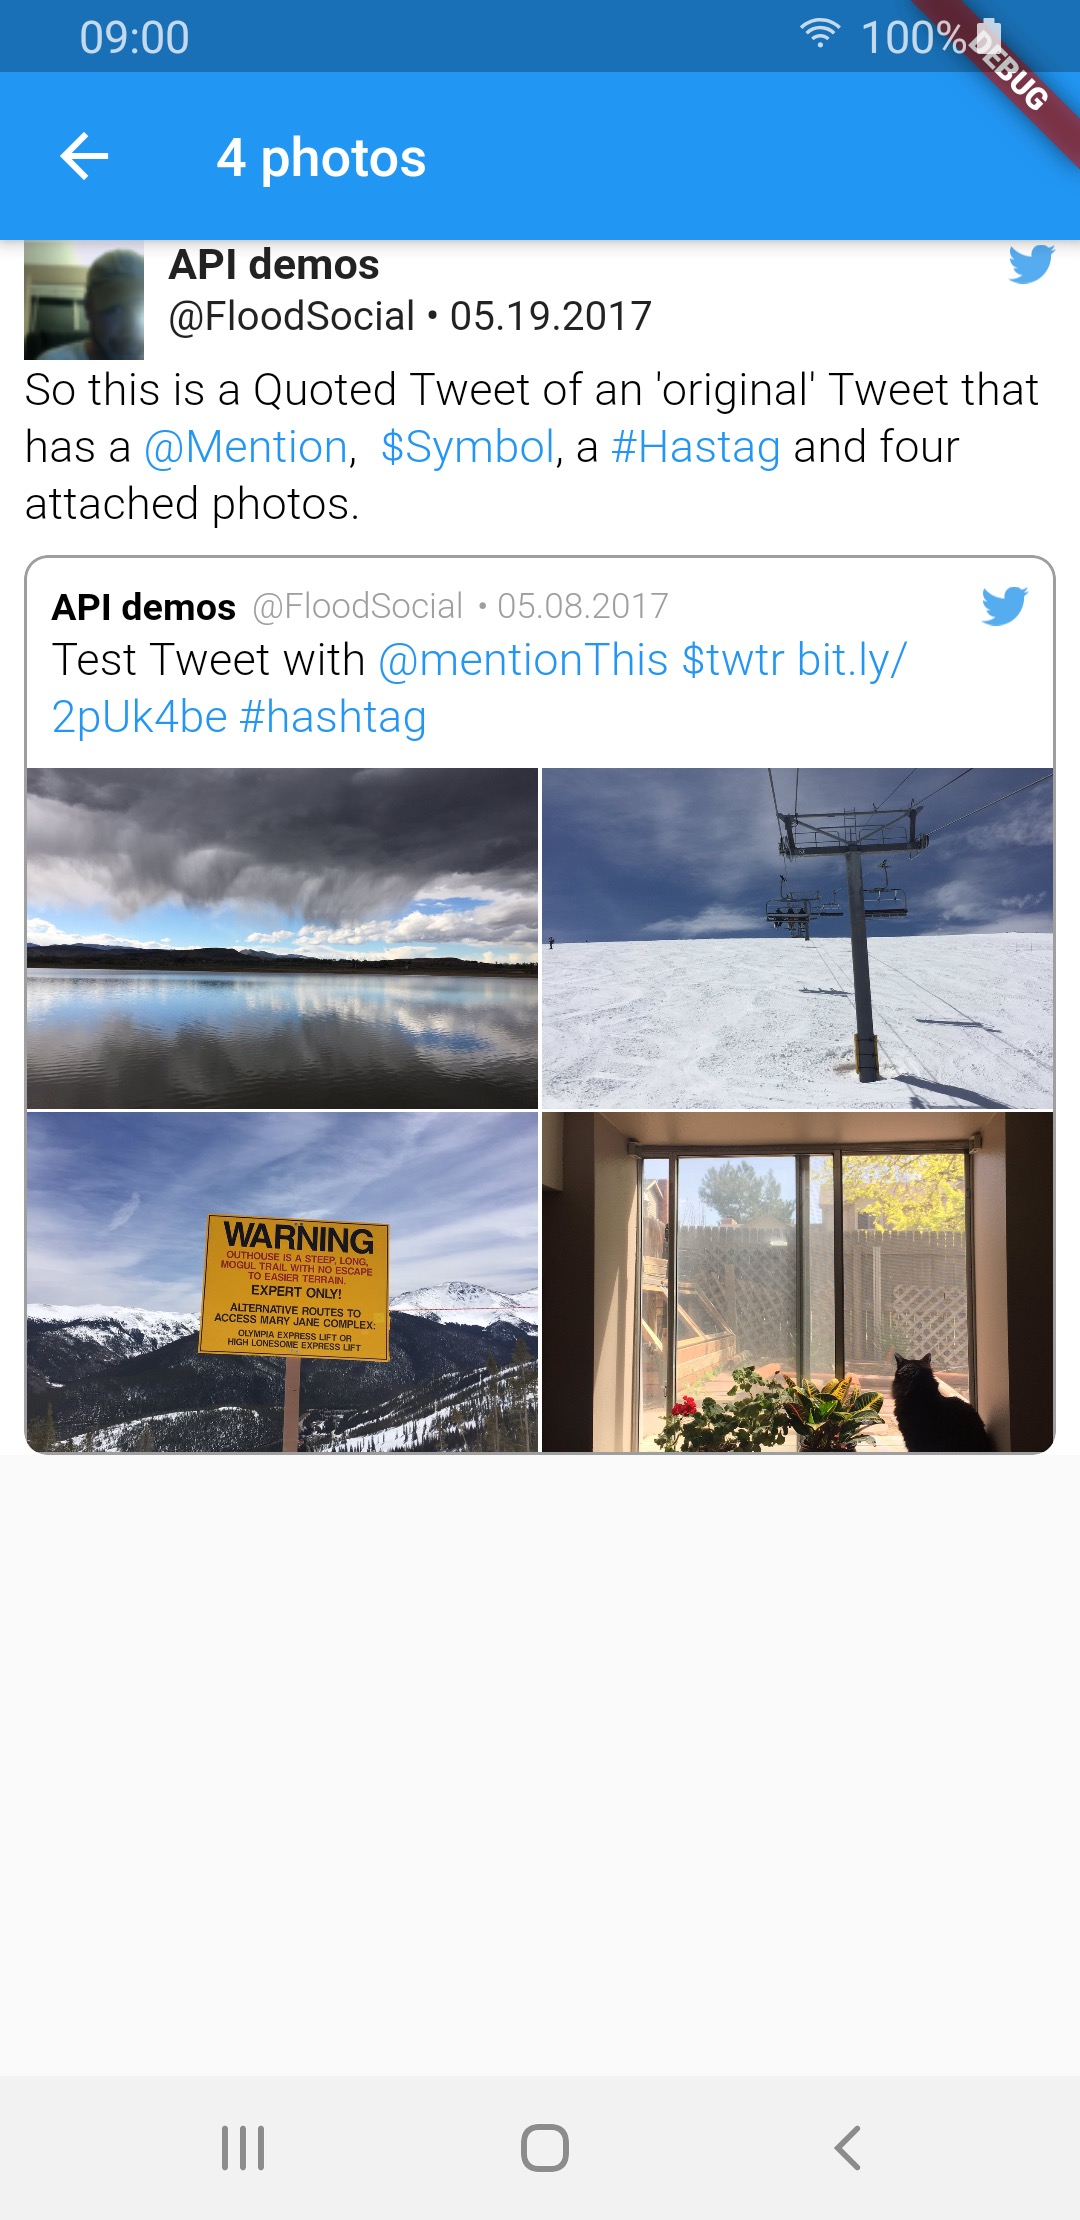 09:00
100%
DEBUG
4 photos
API demos
@FloodSocial • 05.19.2017
So this is a Quoted Tweet of an 'original' Tweet that
has a @Mention,  $Symbol, a #Hastag and four
attached photos.
API demos @FloodSocial • 05.08.2017
Test Tweet with @mentionThis $twtr bit.ly/
2pUk4be #hashtag
WARNING
OUTHOUSE IS A STEEP, LONG,
MOGUL TRAIL WITH NO ESCAPE
TO EASIER TERRAIN.
EXPERT ONLY!
ALTERNATIVE ROUTES TO
ACCESS MARY JANE COMPLEX:
OLYMPIA EXPRESS LIFT OR
HIGH LONESOME EXPRESS LIFT